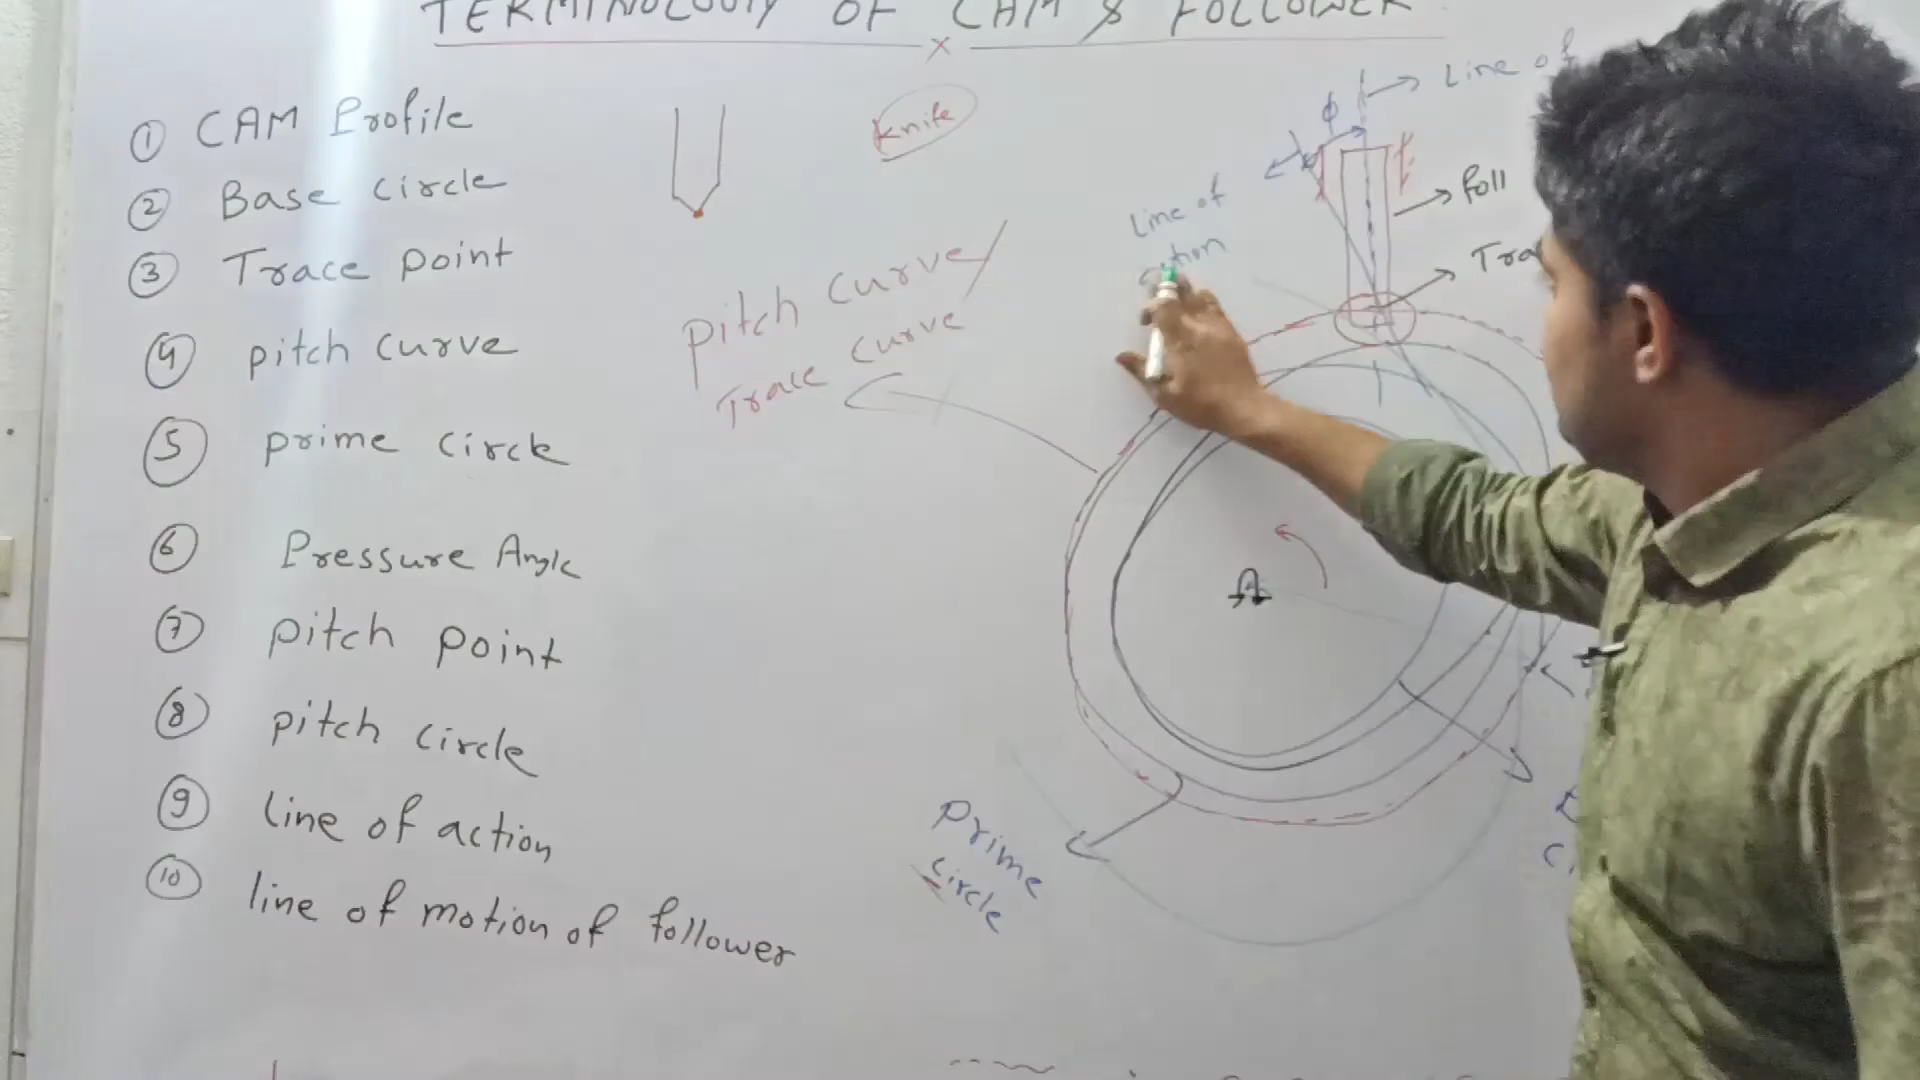 TERMINOLOGY OF CAM & FOLLOWER
① CAM Profile
② Base circle
③ Trace point
④ pitch curve
⑤ prime circle
⑥ Pressure Angle
⑦ pitch point
⑧ pitch circle
⑨ line of action
⑩ line of motion of follower
knife
pitch curve/
Trace curve
Line of
ϕ
foll
Line of
Tra
A
Prime
circle